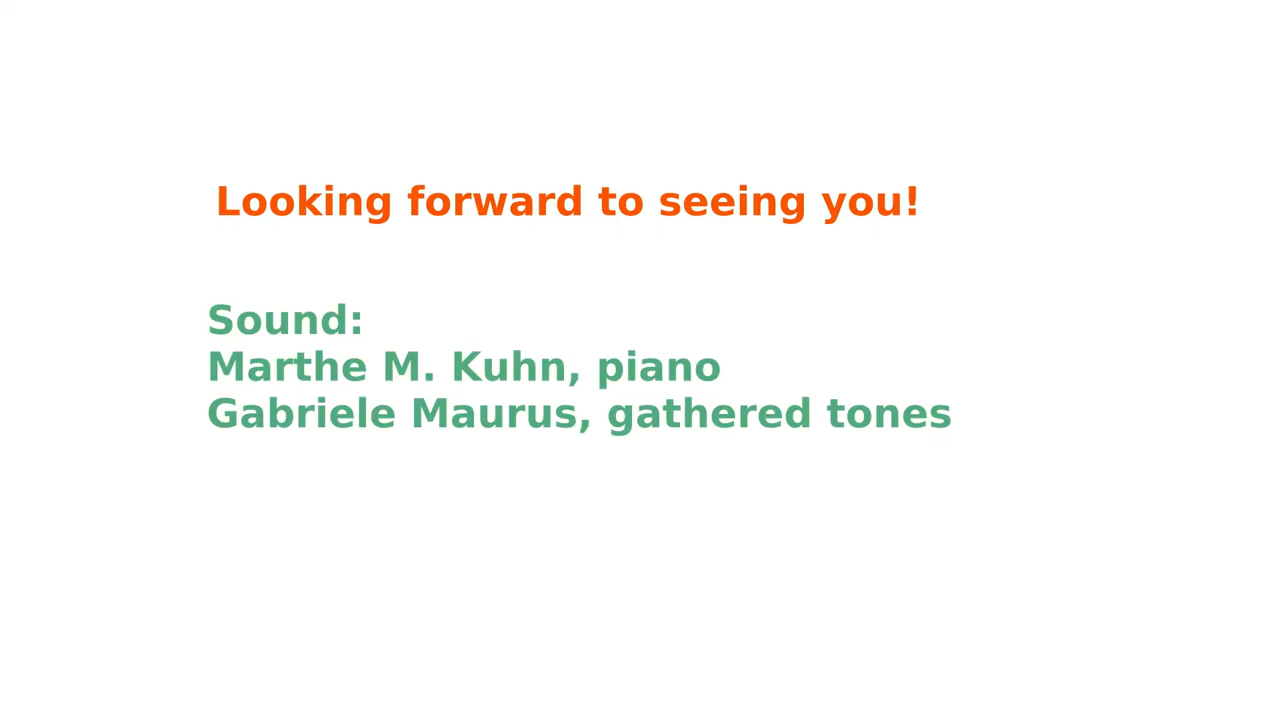 Looking forward to seeing you!
Sound:
Marthe M. Kuhn, piano
Gabriele Maurus, gathered tones